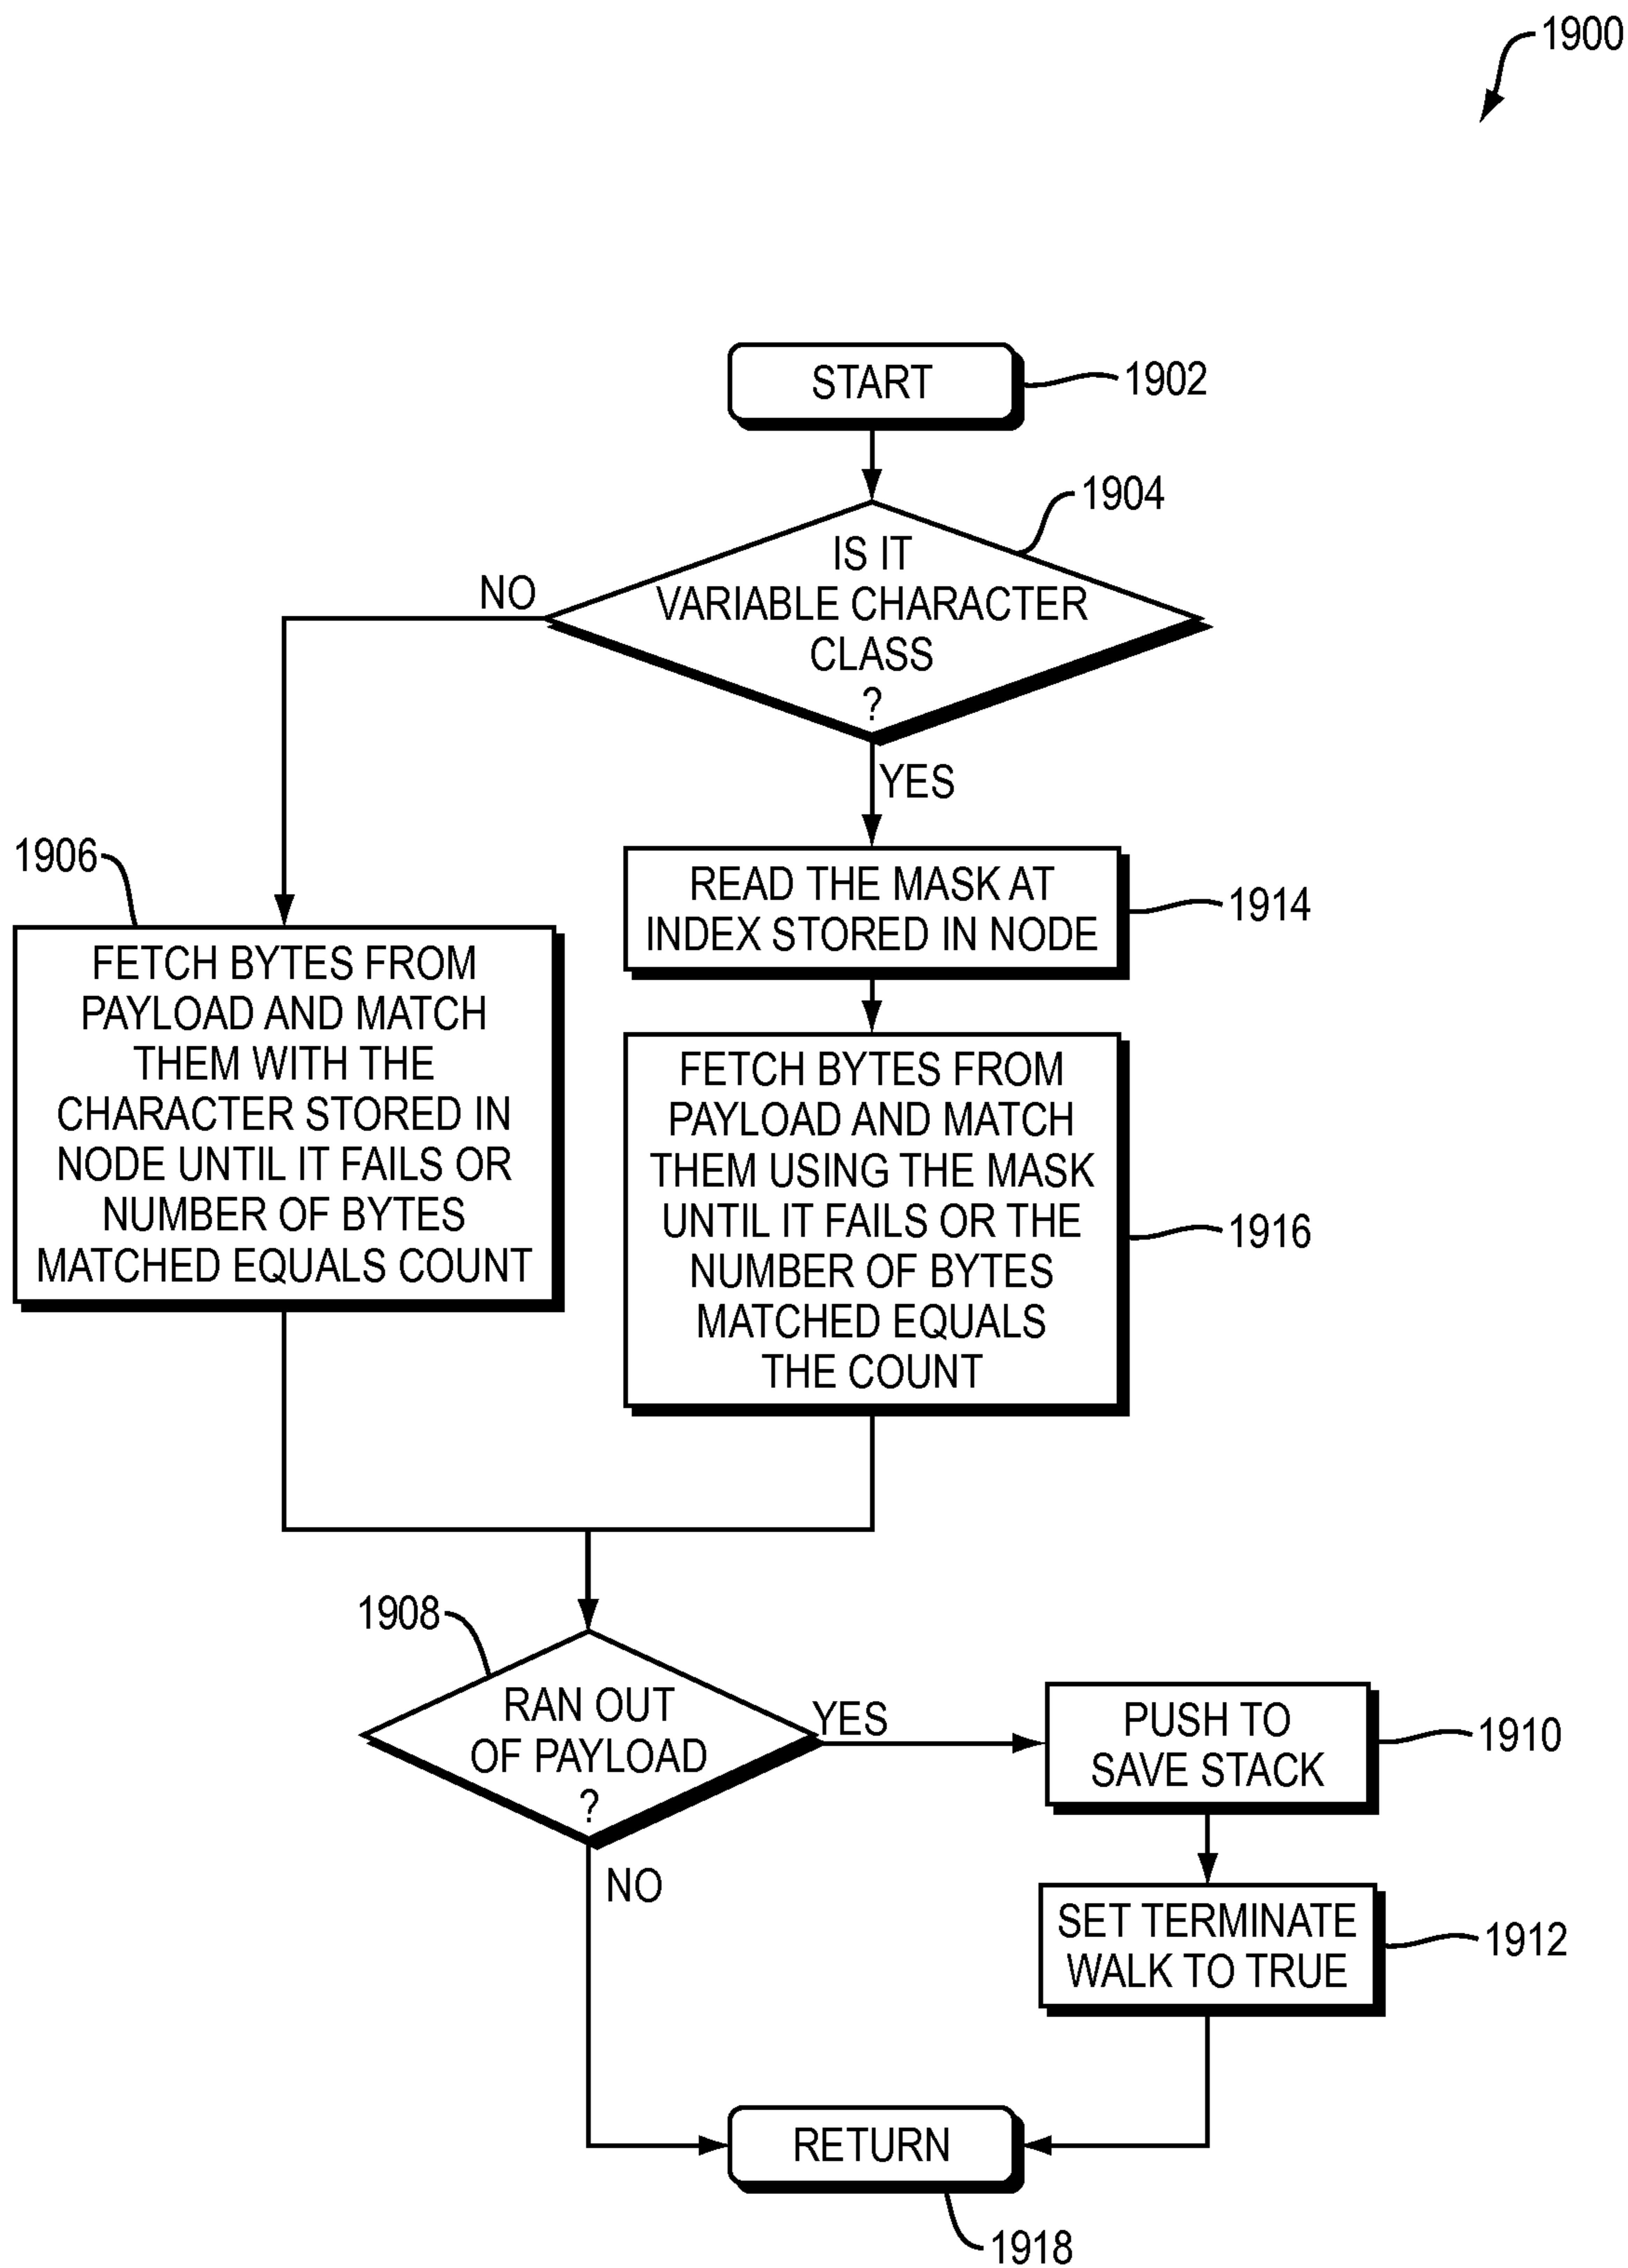 1900
START
1902
1904
IS IT
VARIABLE CHARACTER
CLASS
?
NO
YES
1906
READ THE MASK AT
INDEX STORED IN NODE
1914
FETCH BYTES FROM
PAYLOAD AND MATCH
THEM WITH THE
CHARACTER STORED IN
NODE UNTIL IT FAILS OR
NUMBER OF BYTES
MATCHED EQUALS COUNT
FETCH BYTES FROM
PAYLOAD AND MATCH
THEM USING THE MASK
UNTIL IT FAILS OR THE
NUMBER OF BYTES
MATCHED EQUALS
THE COUNT
1916
1908
RAN OUT
OF PAYLOAD
?
YES
NO
PUSH TO
SAVE STACK
1910
SET TERMINATE
WALK TO TRUE
1912
RETURN
1918